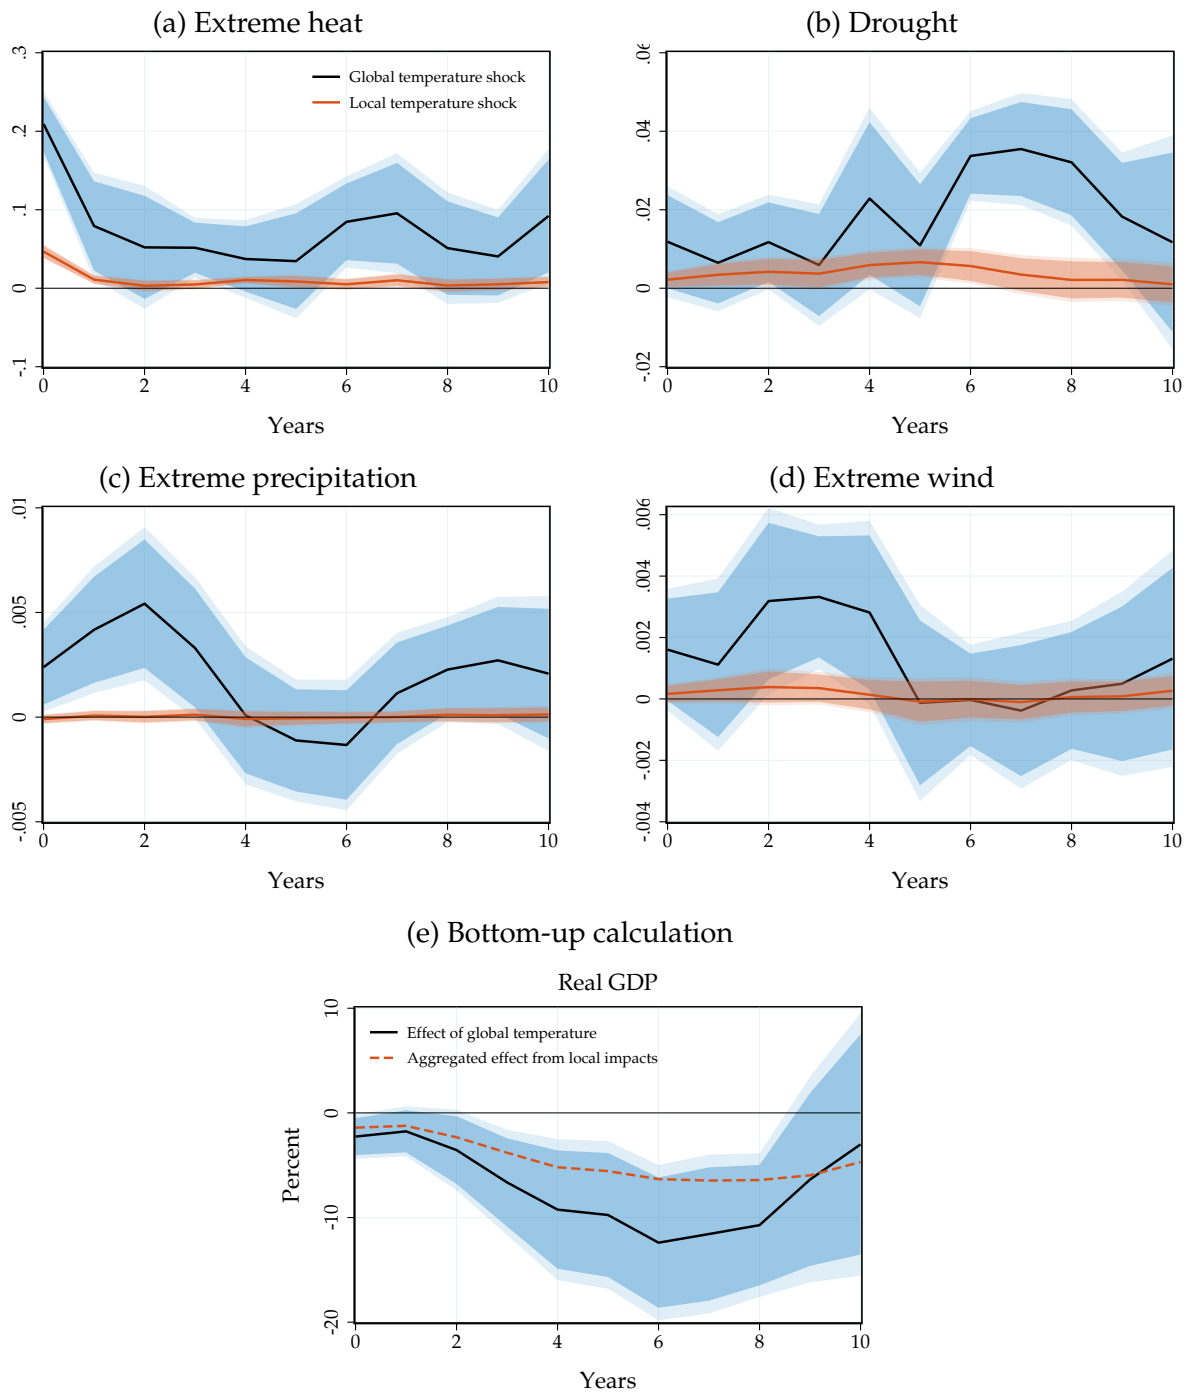 (a) Extreme heat
.3
.2
.1
0
-.1
Global temperature shock
Local temperature shock
0 2 4 6 8 10
Years
(b) Drought
.06
.04
.02
0
-.02
0 2 4 6 8 10
Years
(c) Extreme precipitation
.01
.005
0
-.005
0 2 4 6 8 10
Years
(d) Extreme wind
.006
.004
.002
0
-.002
-.004
0 2 4 6 8 10
Years
(e) Bottom-up calculation
Real GDP
10
0
-10
-20
Percent
Effect of global temperature
Aggregated effect from local impacts
0 2 4 6 8 10
Years